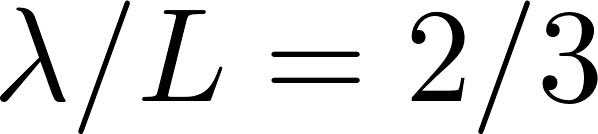 λ/L = 2/3